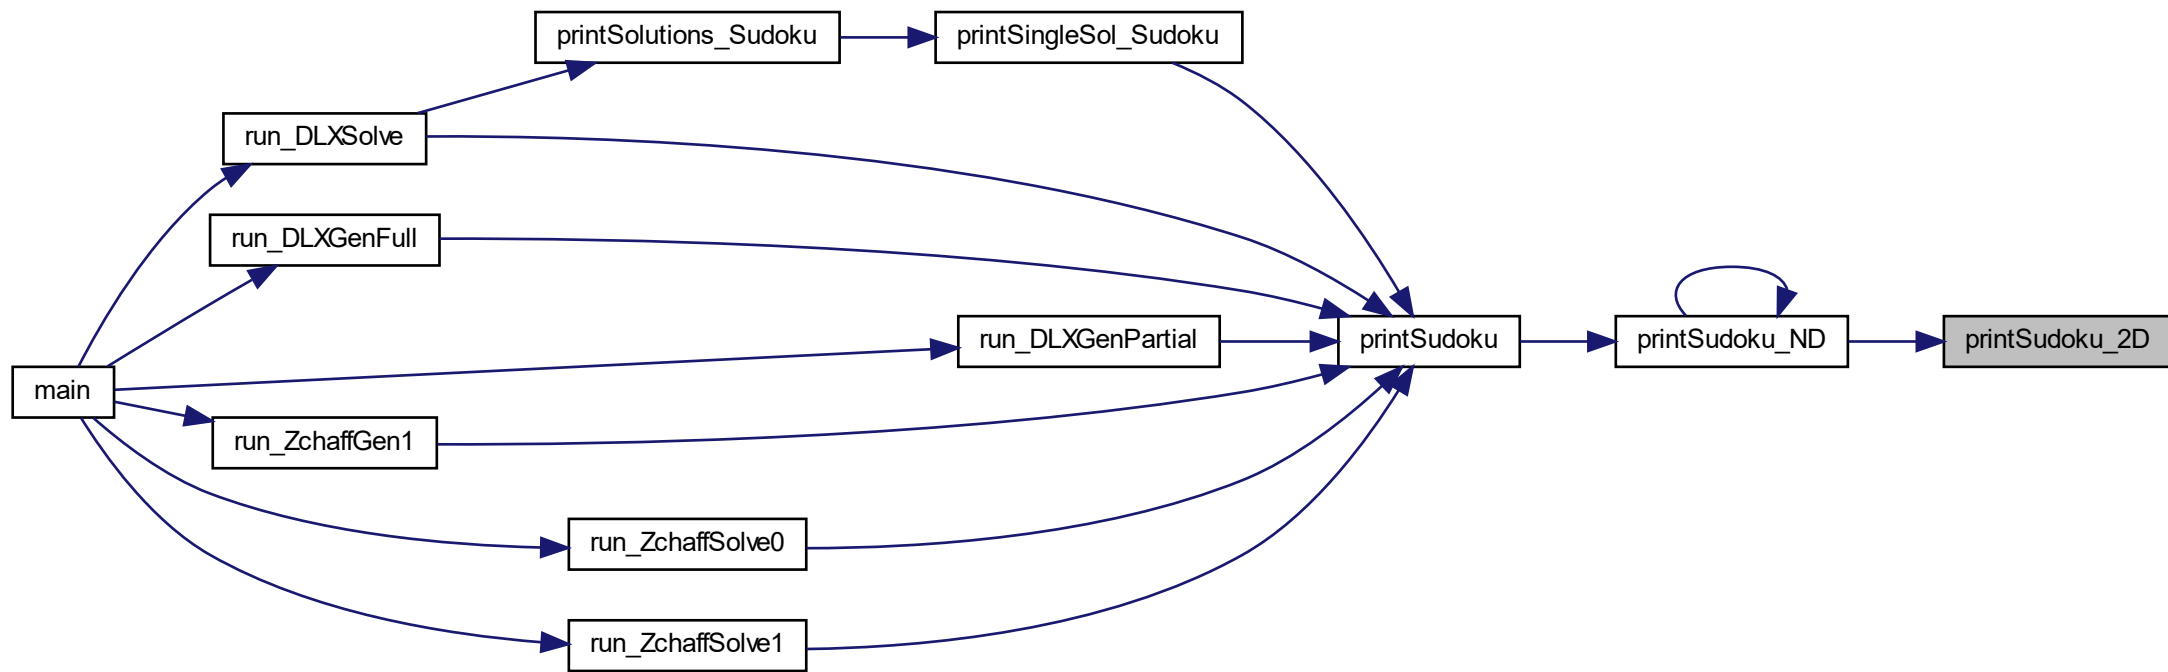 printSolutions_Sudoku
printSingleSol_Sudoku
run_DLXSolve
run_DLXGenFull
run_DLXGenPartial
printSudoku
printSudoku_ND
printSudoku_2D
main
run_ZchaffGen1
run_ZchaffSolve0
run_ZchaffSolve1